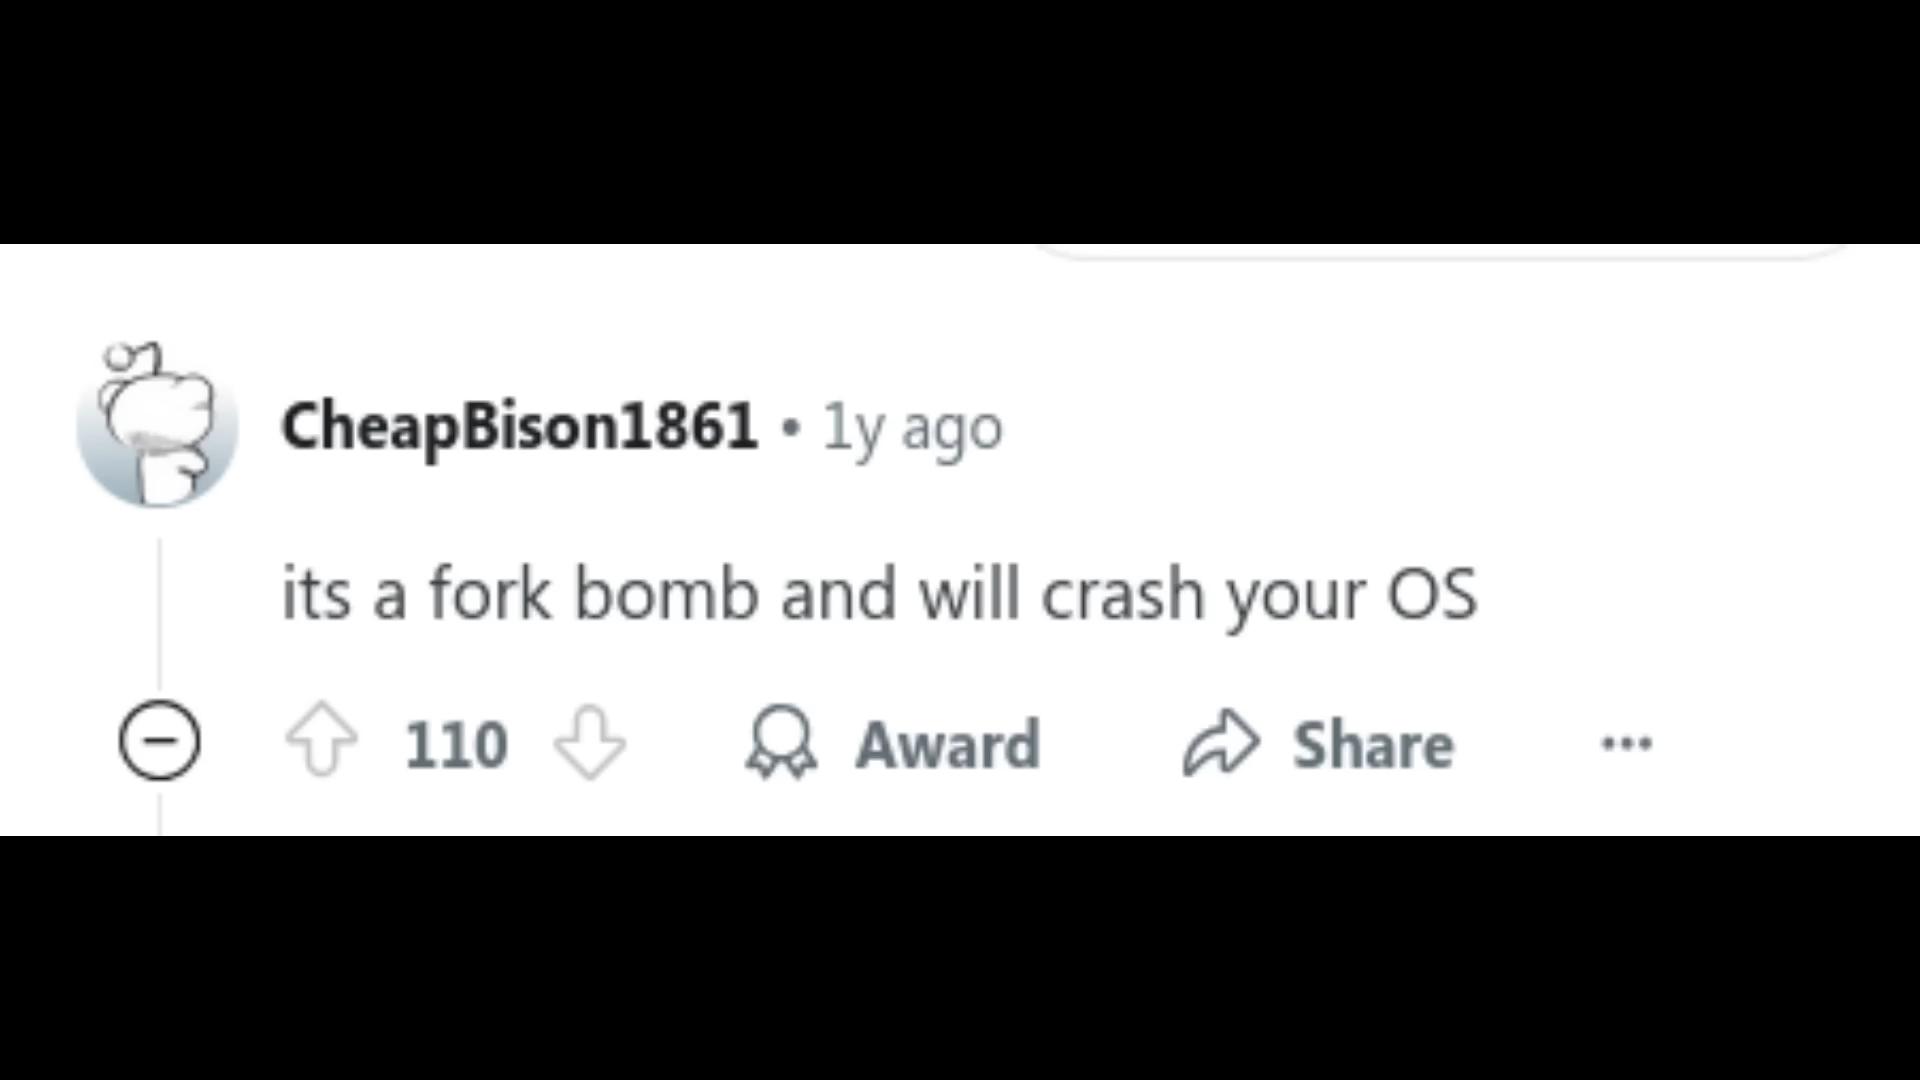 CheapBison1861 • 1y ago
its a fork bomb and will crash your OS
110 Award Share ...